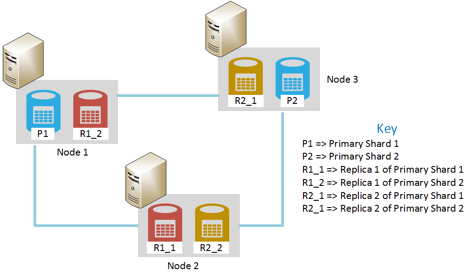 R2_1 P2
Node 3
P1 R1_2
Node 1
Key
P1 => Primary Shard 1
P2 => Primary Shard 2
R1_1 => Replica 1 of Primary Shard 1
R1_2 => Replica 1 of Primary Shard 2
R2_1 => Replica 2 of Primary Shard 1
R2_1 => Replica 2 of Primary Shard 2
R1_1 R2_2
Node 2